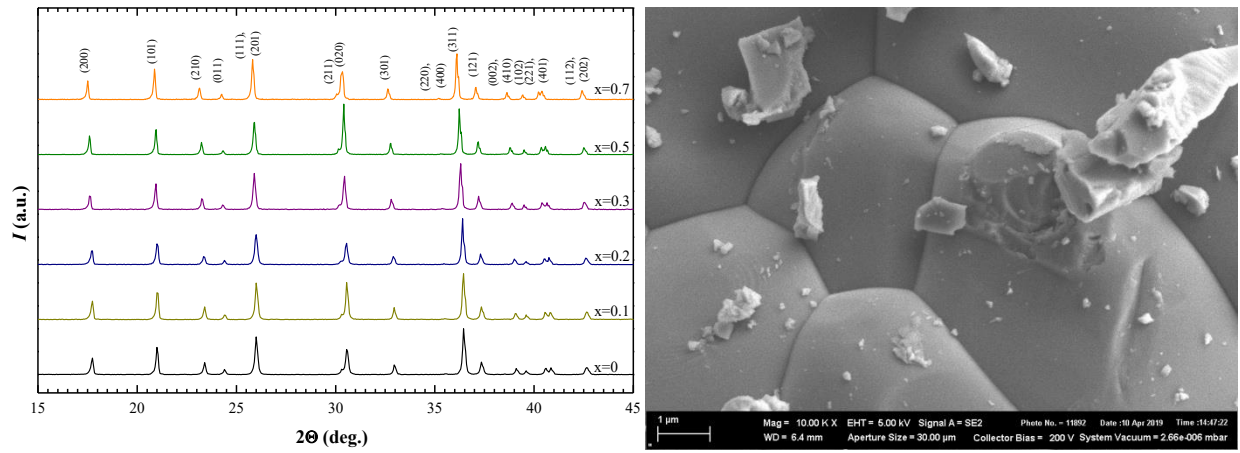 (200)
(101)
(210)
(011)
(111),
(201)
(211)
(020)
(301)
(220),
(400)
(311)
(121)
(002),
(410)
(102)
(221),
(401)
(112),
(202)
x=0.7
x=0.5
x=0.3
x=0.2
x=0.1
x=0
I (a.u.)
15 20 25 30 35 40 45
2Θ (deg.)
1 µm
Mag = 10.00 K X EHT = 5.00 kV Signal A = SE2 Photo No. = 11892 Date :10 Apr 2019 Time :14:47:22
WD = 6.4 mm Aperture Size = 30.00 µm Collector Bias = 200 V System Vacuum = 2.66e-006 mbar